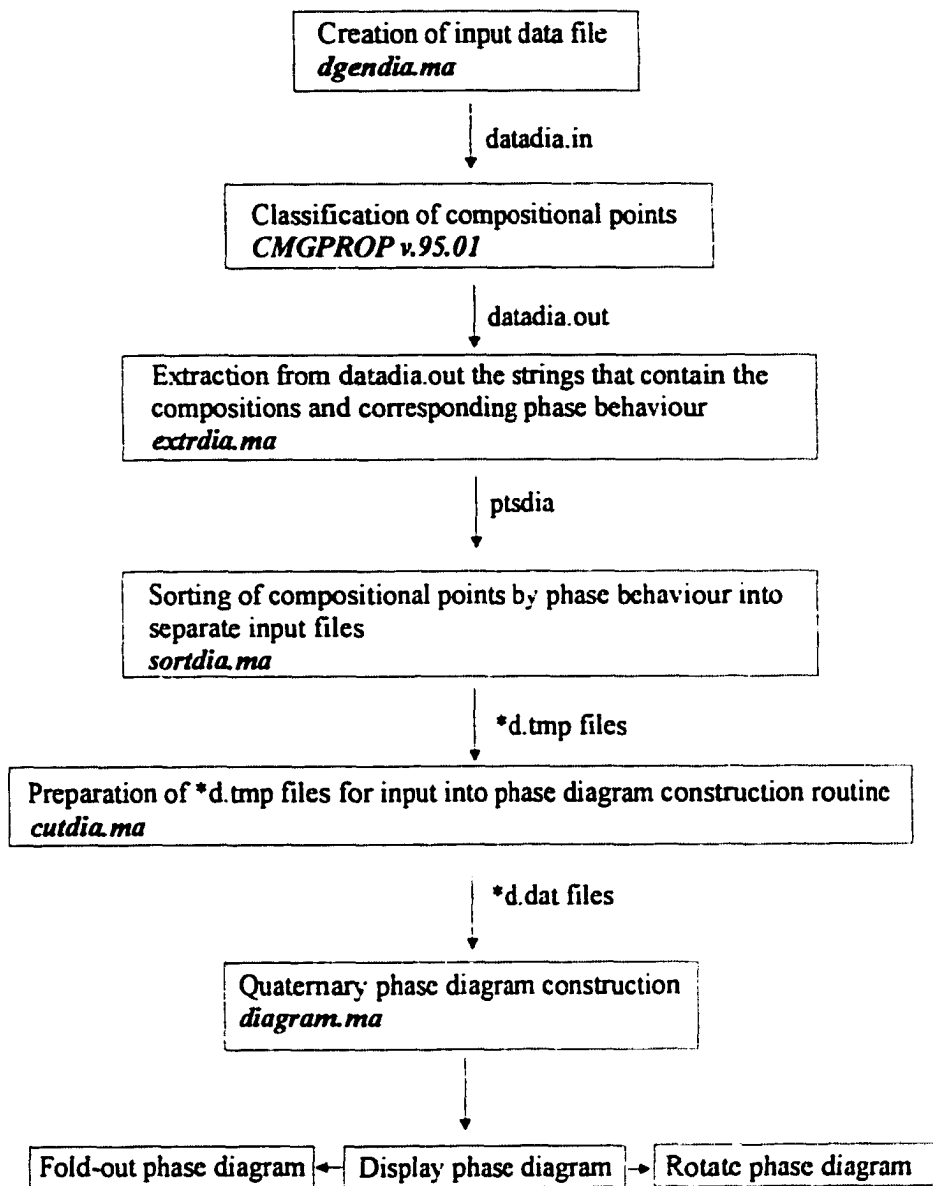 Creation of input data file
dgendia.ma
datadia.in
Classification of compositional points
CMGPROP v.95.01
datadia.out
Extraction from datadia.out the strings that contain the
compositions and corresponding phase behaviour
extrdia.ma
ptsdia
Sorting of compositional points by phase behaviour into
separate input files
sortdia.ma
*d.tmp files
Preparation of *d.tmp files for input into phase diagram construction routine
cutdia.ma
*d.dat files
Quaternary phase diagram construction
diagram.ma
Fold-out phase diagram
Display phase diagram
Rotate phase diagram